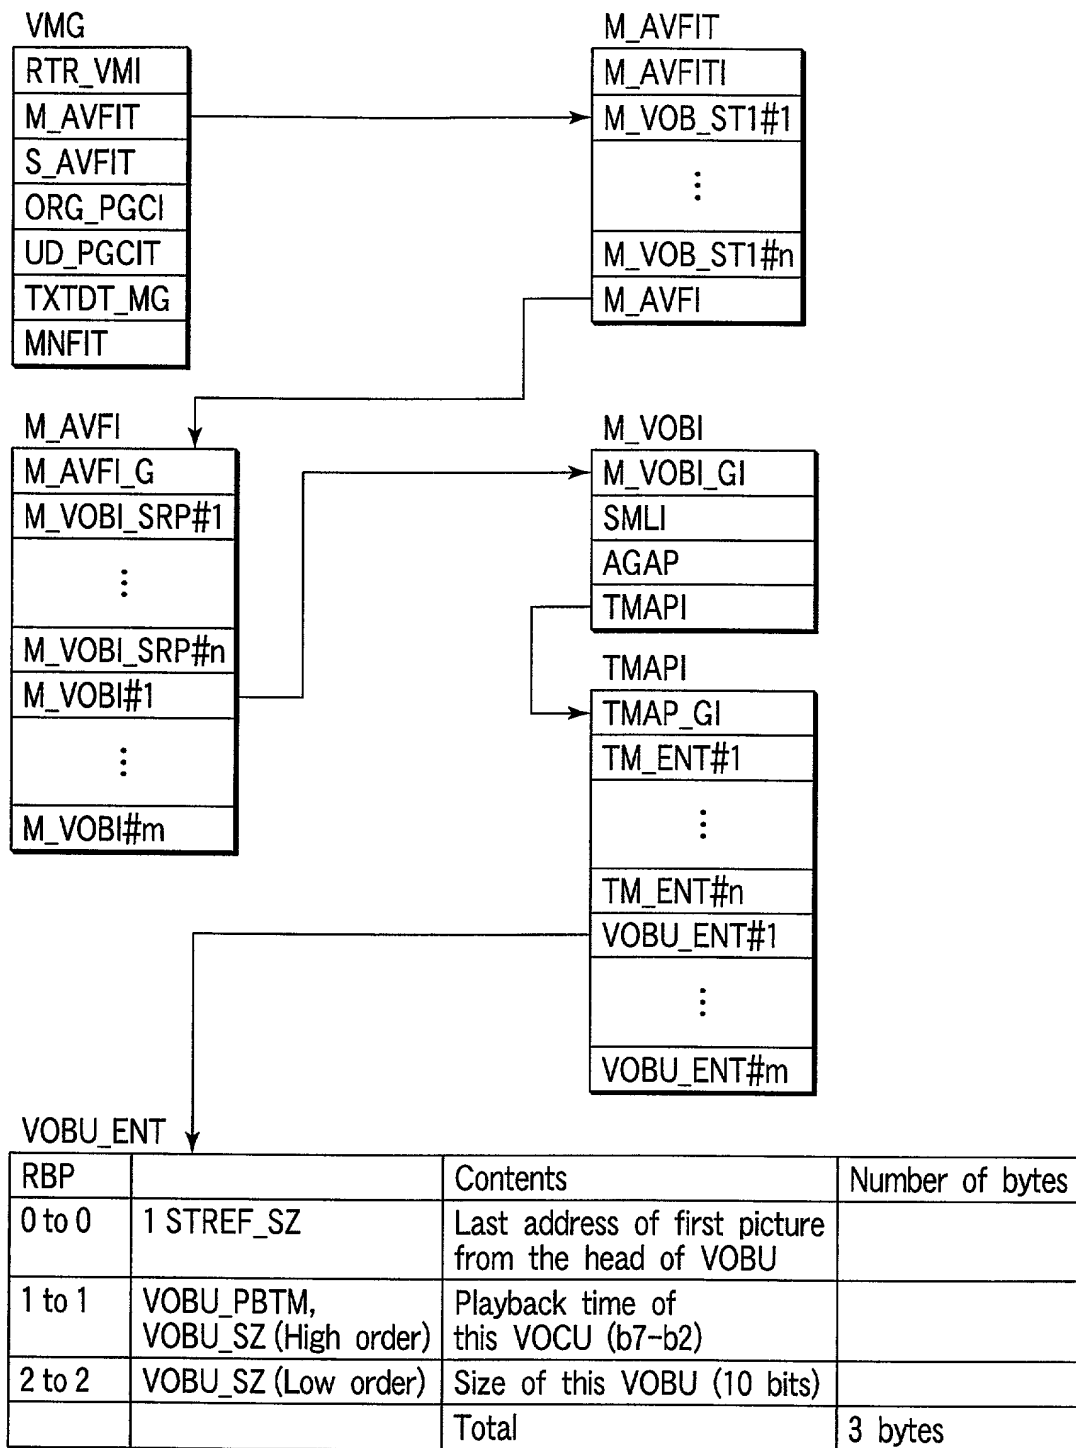 VMG
RTR_VMI
M_AVFIT
S_AVFIT
ORG_PGCI
UD_PGCIT
TXTDT_MG
MNFIT
M_AVFIT
M_AVFITI
M_VOB_ST1#1
⋮
M_VOB_ST1#n
M_AVFI
M_AVFI
M_AVFI_G
M_VOBI_SRP#1
⋮
M_VOBI_SRP#n
M_VOBI#1
⋮
M_VOBI#m
M_VOBI
M_VOBI_GI
SMLI
AGAP
TMAPI
TMAPI
TMAP_GI
TM_ENT#1
⋮
TM_ENT#n
VOBU_ENT#1
⋮
VOBU_ENT#m
VOBU_ENT
RBP Contents Number of bytes
0 to 0 1 STREF_SZ Last address of first picture
from the head of VOBU
1 to 1 VOBU_PBTM, Playback time of
VOBU_SZ (High order) this VOCU (b7-b2)
2 to 2 VOBU_SZ (Low order) Size of this VOBU (10 bits)
Total 3 bytes